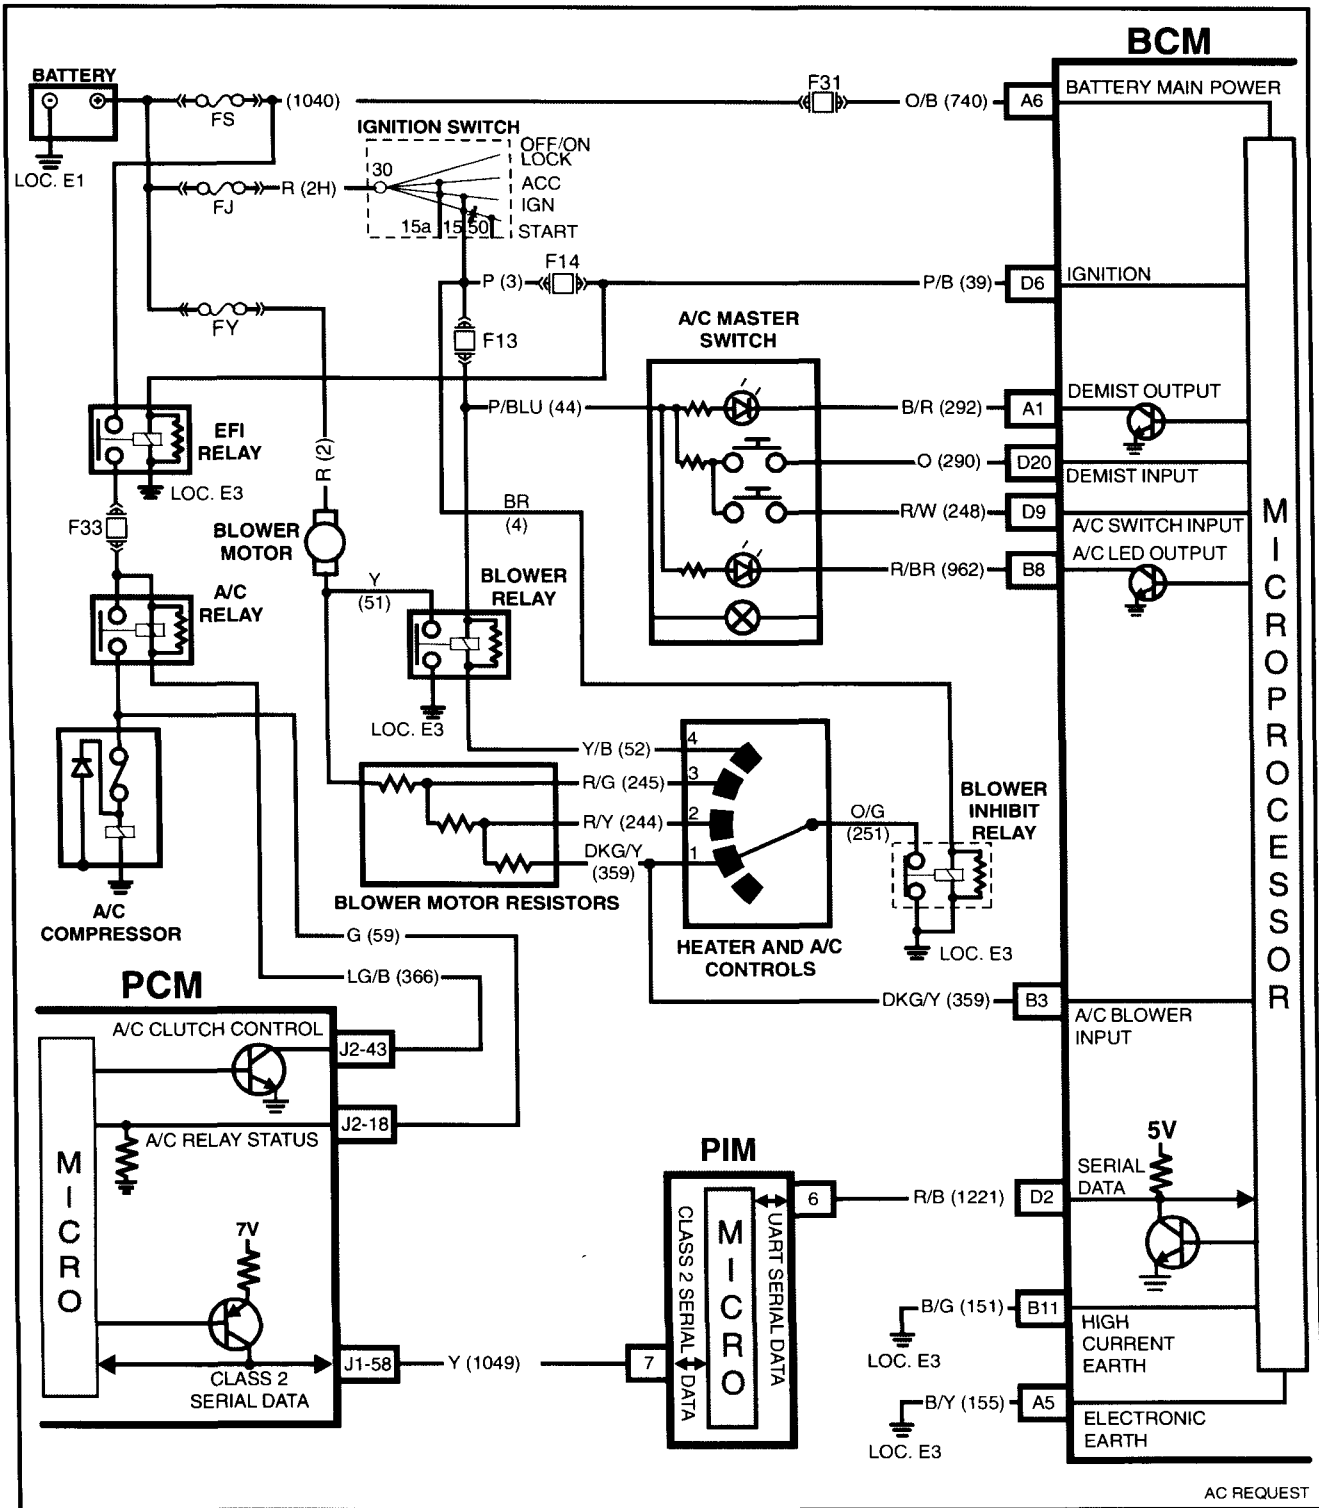 BCM
BATTERY
FS
(1040)
F31
O/B (740)
A6
BATTERY MAIN POWER
LOC. E1
IGNITION SWITCH
30
OFF/ON
LOCK
ACC
IGN
START
15a
15
50
FJ
R (2H)
FY
P (3)
F14
P/B (39)
D6
IGNITION
F13
A/C MASTER
SWITCH
P/BLU (44)
B/R (292)
A1
DEMIST OUTPUT
O (290)
D20
DEMIST INPUT
R/W (248)
D9
A/C SWITCH INPUT
A/C LED OUTPUT
R/BR (962)
B8
MICROPROCESSOR
EFI
RELAY
LOC. E3
R (2)
F33
BLOWER
MOTOR
BR
(4)
A/C
RELAY
Y
(51)
BLOWER
RELAY
LOC. E3
Y/B (52)
4
R/G (245)
3
R/Y (244)
2
DKG/Y
(359)
1
O/G
(251)
BLOWER
INHIBIT
RELAY
BLOWER MOTOR RESISTORS
HEATER AND A/C
CONTROLS
LOC. E3
A/C
COMPRESSOR
G (59)
LG/B (366)
DKG/Y (359)
B3
A/C BLOWER
INPUT
PCM
A/C CLUTCH CONTROL
J2-43
J2-18
A/C RELAY STATUS
MICRO
7V
CLASS 2
SERIAL DATA
J1-58
Y (1049)
7
PIM
CLASS 2 SERIAL DATA
MICRO
UART SERIAL DATA
6
R/B (1221)
D2
SERIAL
DATA
5V
B/G (151)
B11
HIGH
CURRENT
EARTH
LOC. E3
B/Y (155)
A5
ELECTRONIC
EARTH
LOC. E3
AC REQUEST